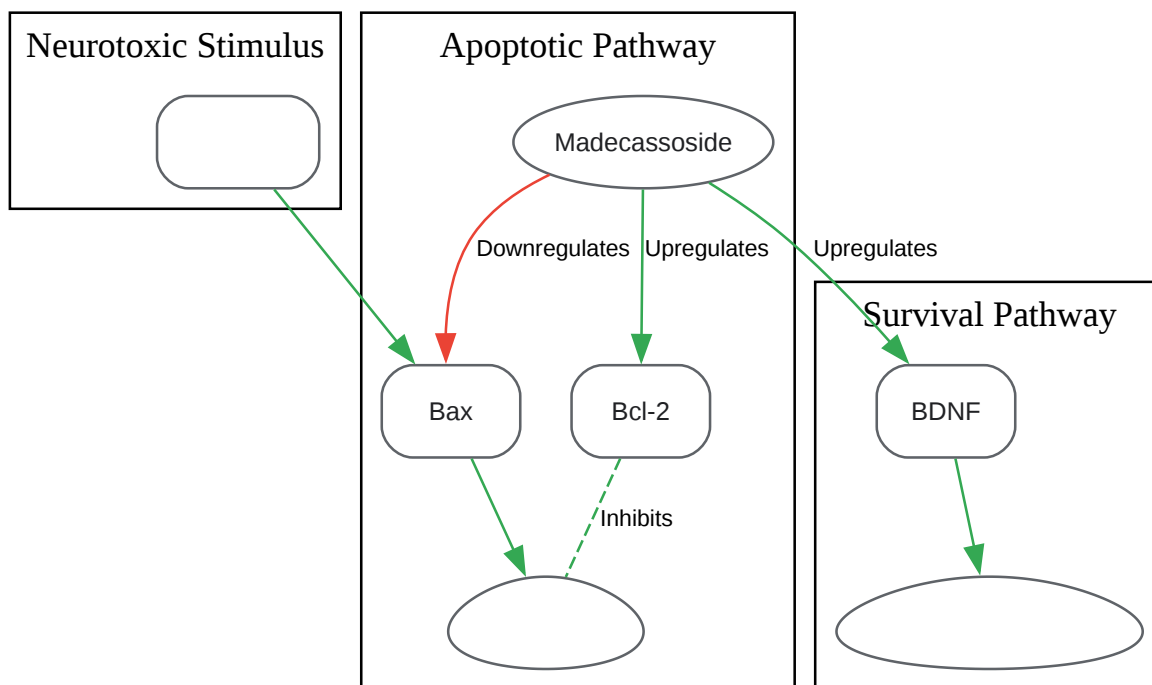 Neurotoxic Stimulus
Apoptotic Pathway
Madecassoside
Downregulates
Upregulates
Upregulates
Survival Pathway
Bax
Bcl-2
BDNF
Inhibits